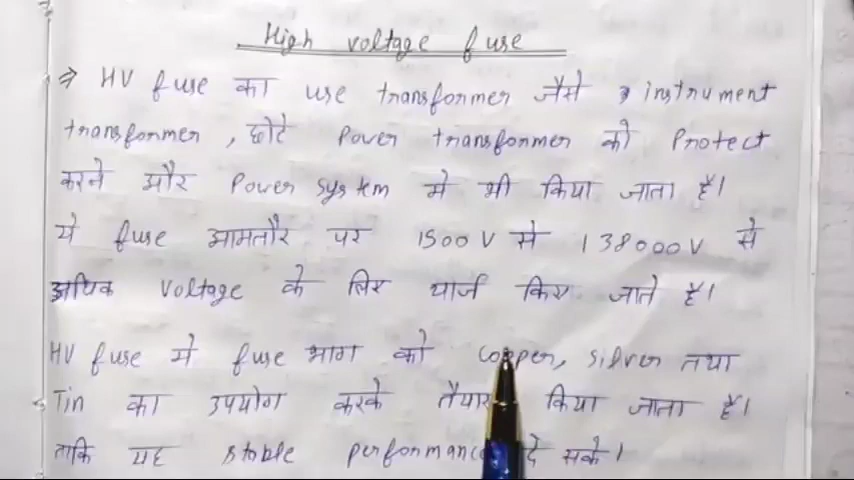 High voltage fuse
⇒ HV fuse का use transformer जैसे instrument
transformer, छोटे Power transformer को Protect
करने और Power system मे भी किया जाता है।
ये fuse आमतौर पर 1500V से 138000V से
अधिक Voltage के लिए चार्ज किए जाते है।
HV fuse मे fuse भाग को copper, silver तथा
Tin का उपयोग करके तैयार किया जाता है।
ताकि यह stable performance दे सके।